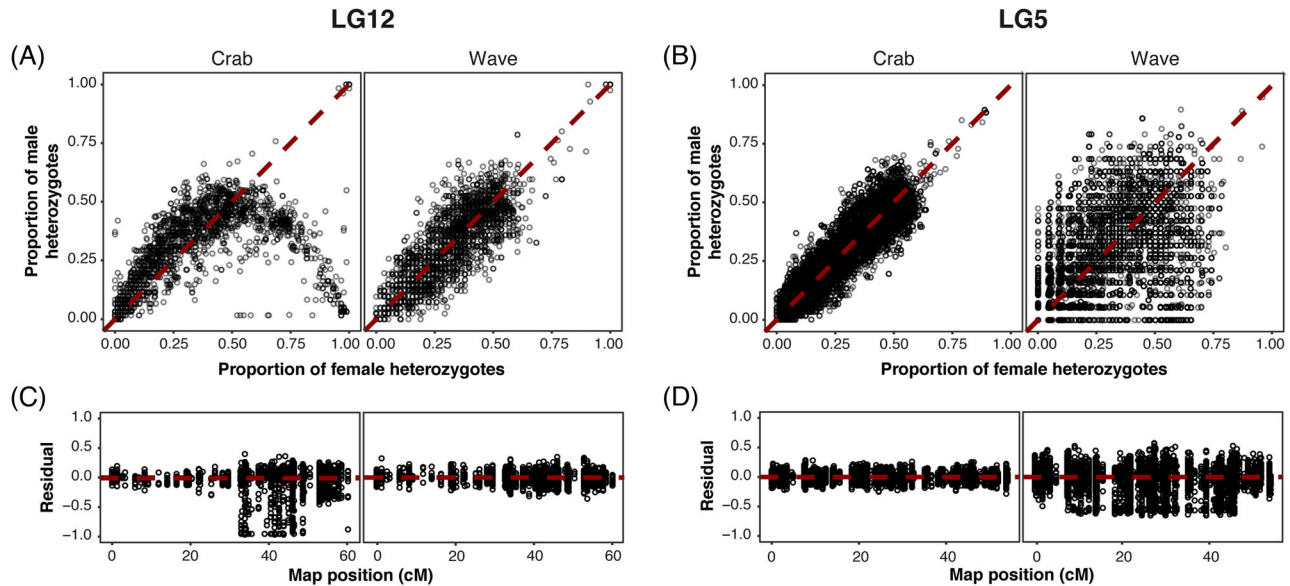 LG12
LG5
(A)
(B)
Crab
Wave
Crab
Wave
Proportion of male
heterozygotes
1.00
0.75
0.50
0.25
0.00
Proportion of male
heterozygotes
1.00
0.75
0.50
0.25
0.00
0.00 0.25 0.50 0.75 1.00
0.00 0.25 0.50 0.75 1.00
0.00 0.25 0.50 0.75 1.00
0.00 0.25 0.50 0.75 1.00
Proportion of female heterozygotes
Proportion of female heterozygotes
(C)
(D)
Residual
1.0
0.5
0.0
−0.5
−1.0
Residual
1.0
0.5
0.0
−0.5
−1.0
0 20 40 60
0 20 40 60
0 20 40
0 20 40
Map position (cM)
Map position (cM)